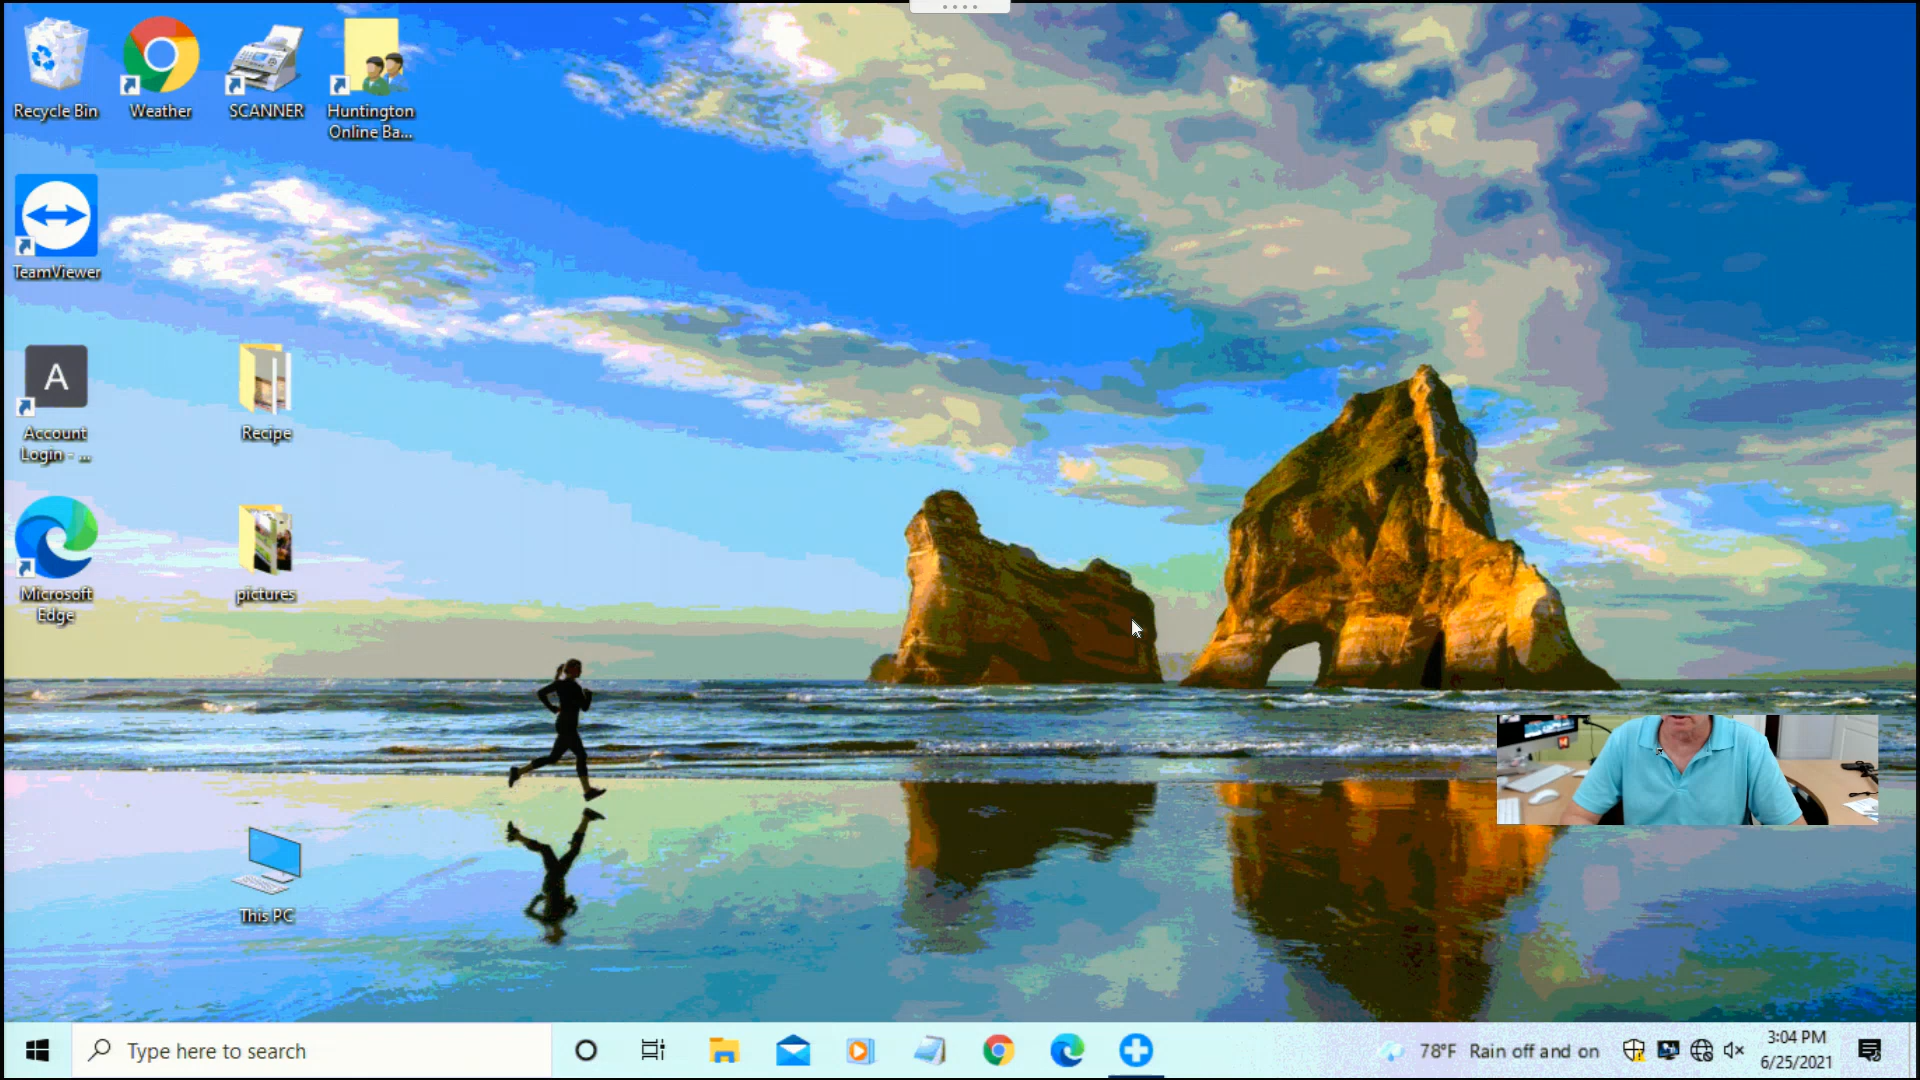 Recycle Bin
Weather
SCANNER
Huntington
Online Ba...
TeamViewer
A
Account
Login - ...
Recipe
Microsoft
Edge
pictures
This PC
Type here to search
78°F Rain off and on
3:04 PM
6/25/2021